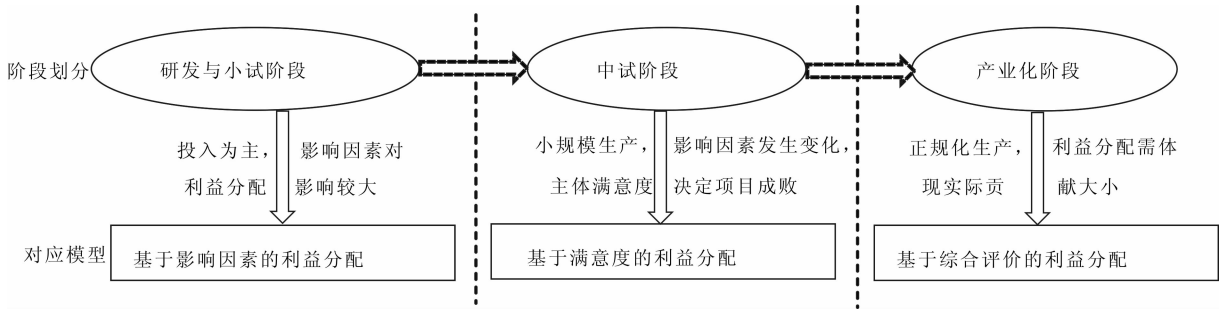 阶段划分
研发与小试阶段
中试阶段
产业化阶段
投入为主，影响因素对
利益分配影响较大
小规模生产，影响因素发生变化，
主体满意度决定项目成败
正规化生产，利益分配需体
现实际贡献大小
对应模型
基于影响因素的利益分配
基于满意度的利益分配
基于综合评价的利益分配